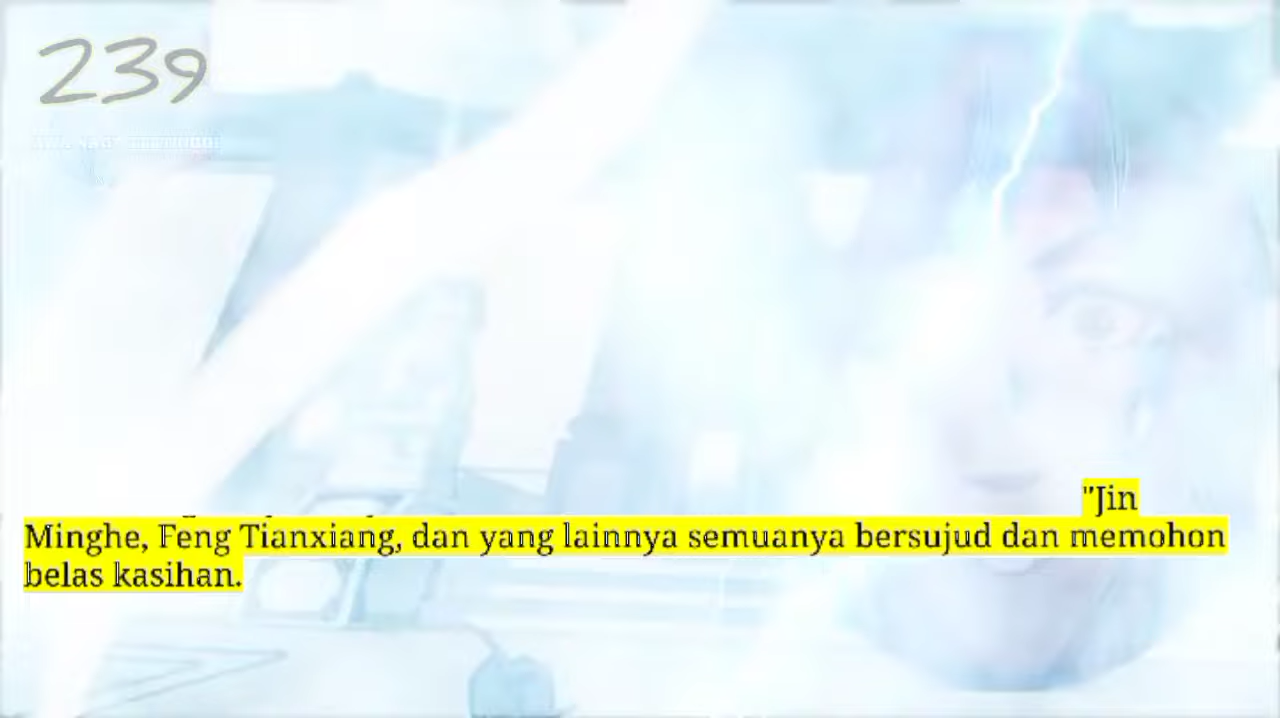 239
"Jin
Minghe, Feng Tianxiang, dan yang lainnya semuanya bersujud dan memohon
belas kasihan.